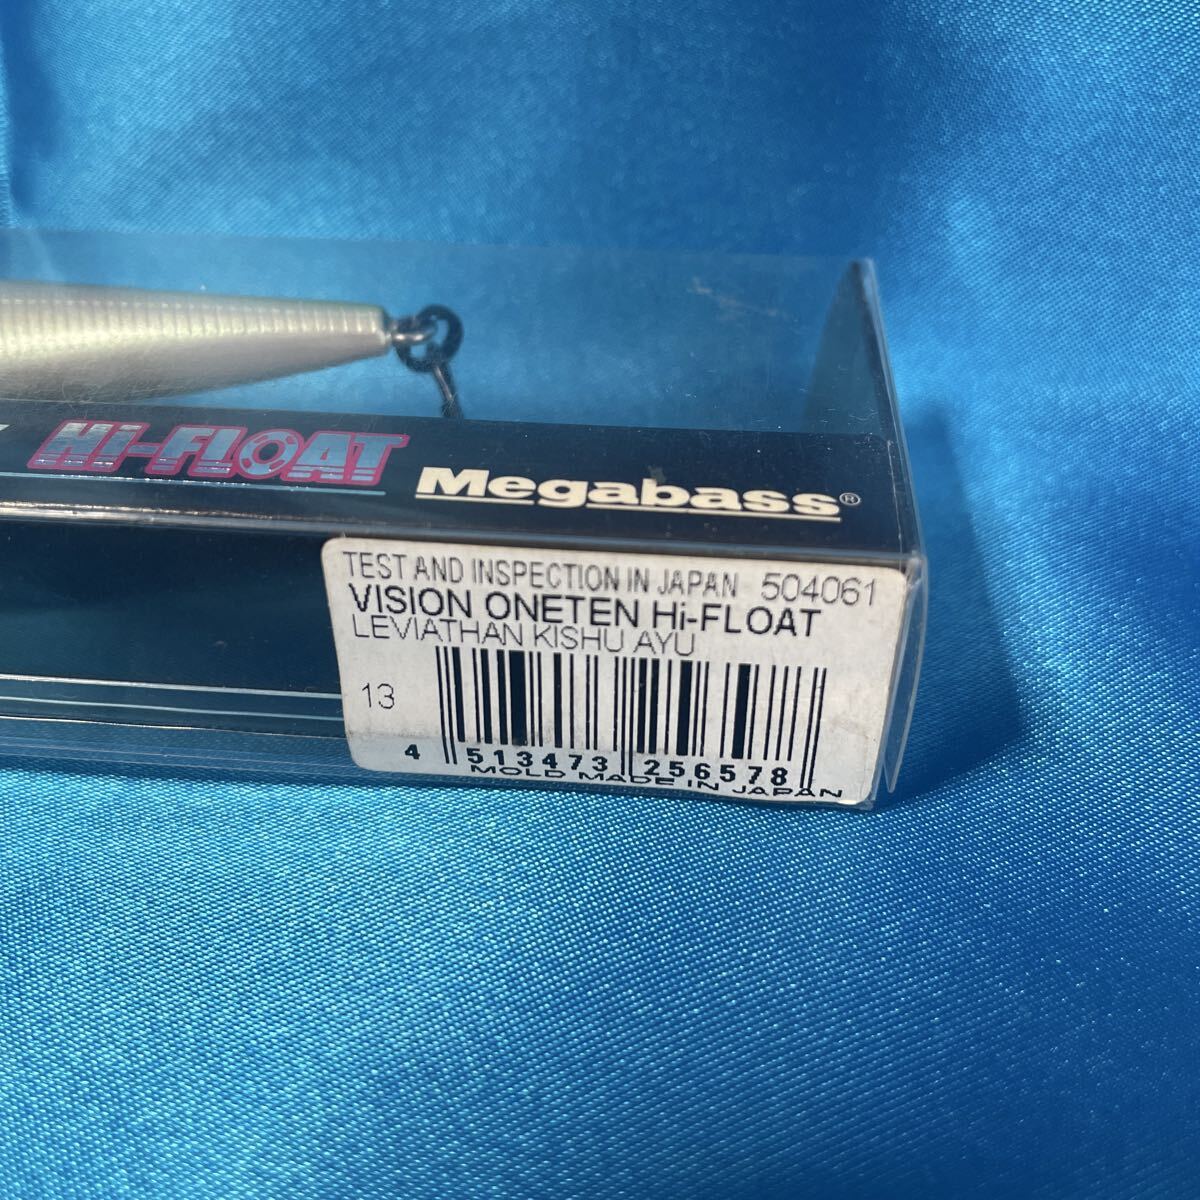 Hi-FLOAT Megabass®
TEST AND INSPECTION IN JAPAN 504061
VISION ONETEN Hi-FLOAT
LEVIATHAN KISHU AYU
13
4 513473 256578
MOLD MADE IN JAPAN